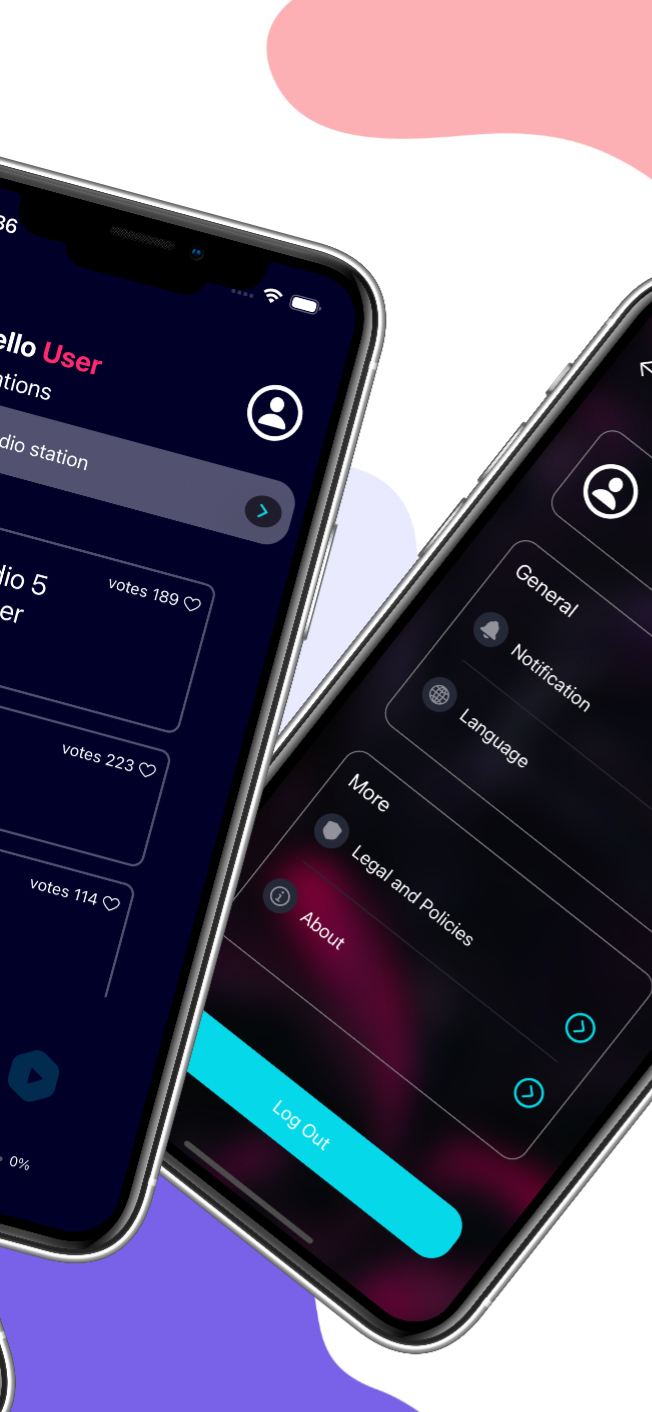 36
ello User
ations
dio station
dio 5
er
votes 189
votes 223
votes 114
0%
General
Notification
Language
More
Legal and Policies
About
Log Out